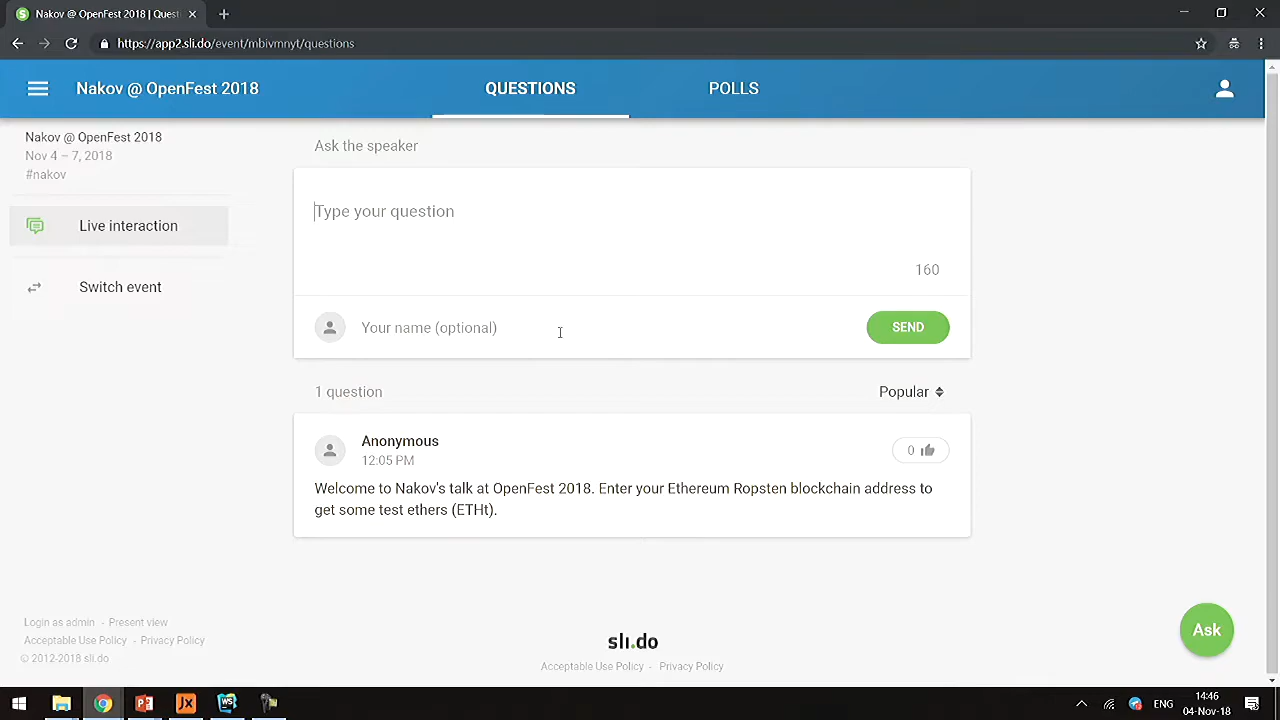 Nakov @ OpenFest 2018 | Quest
https://app2.sli.do/event/mbivmnyt/questions
Nakov @ OpenFest 2018
QUESTIONS
POLLS
Nakov @ OpenFest 2018
Nov 4 – 7, 2018
#nakov
Live interaction
Switch event
Ask the speaker
Type your question
160
Your name (optional)
SEND
1 question
Popular
Anonymous
12:05 PM
0
Welcome to Nakov's talk at OpenFest 2018. Enter your Ethereum Ropsten blockchain address to
get some test ethers (ETHt).
Login as admin - Present view
Acceptable Use Policy - Privacy Policy
© 2012-2018 sli.do
sli.do
Acceptable Use Policy - Privacy Policy
Ask
JX
WS
ENG
14:46
04-Nov-18